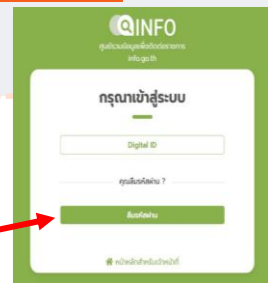 INFO
ศูนย์รวมข้อมูลเพื่อติดต่อราชการ
info.go.th
กรุณาเข้าสู่ระบบ
Digital ID
คุณลืมรหัสผ่าน ?
ลืมรหัสผ่าน
หน้าหลักสำหรับเจ้าหน้าที่